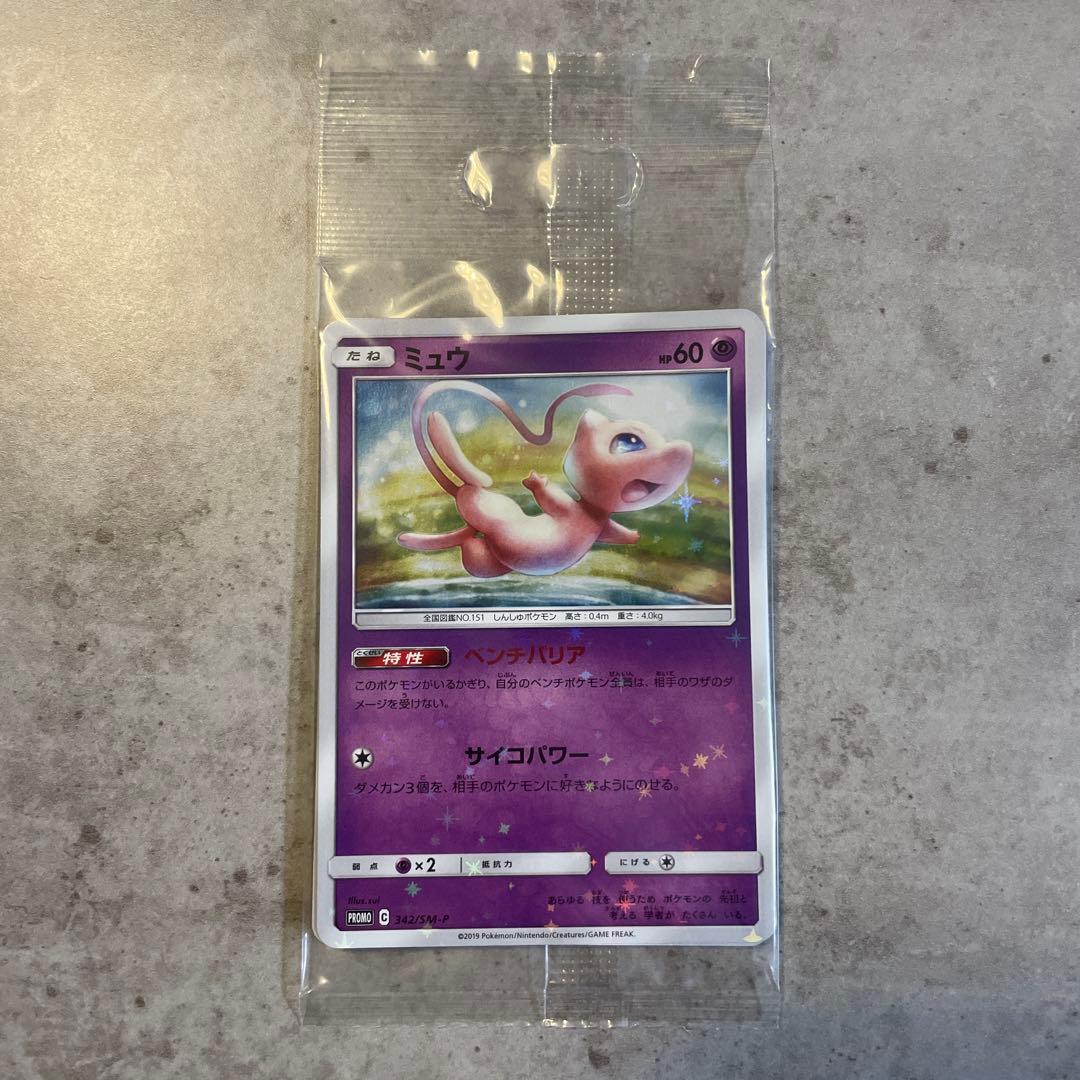 たね ミュウ HP60
全国図鑑NO.151 しんしゅポケモン 高さ:0.4m 重さ:4.0kg
とくせい 特性 ベンチバリア
このポケモンがいるかぎり、自分のベンチポケモン全員は、相手のワザのダ
メージを受けない。
サイコパワー
ダメカン3個を、相手のポケモンに好きなようにのせる。
弱点 ×2 抵抗力 にげる
Illus.sui
あらゆる 技を 使うため ポケモンの 先祖と
考える 学者が たくさん いる。
PROMO C 342/SM-P
©2019 Pokémon/Nintendo/Creatures/GAME FREAK.